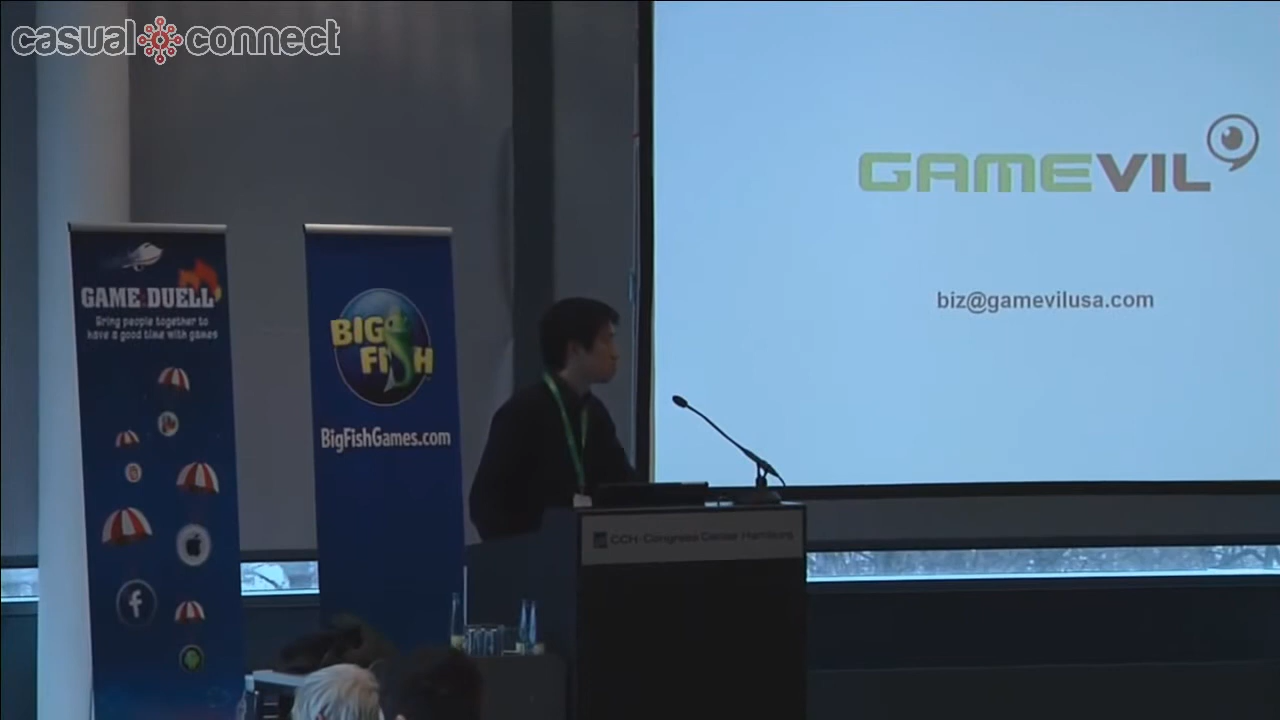 casual connect
GAMEVIL
biz@gamevilusa.com
GAME DUELL
Bring people together to
have a good time with games
BIG
FISH
BigFishGames.com
CCH-Congress Center Hamburg